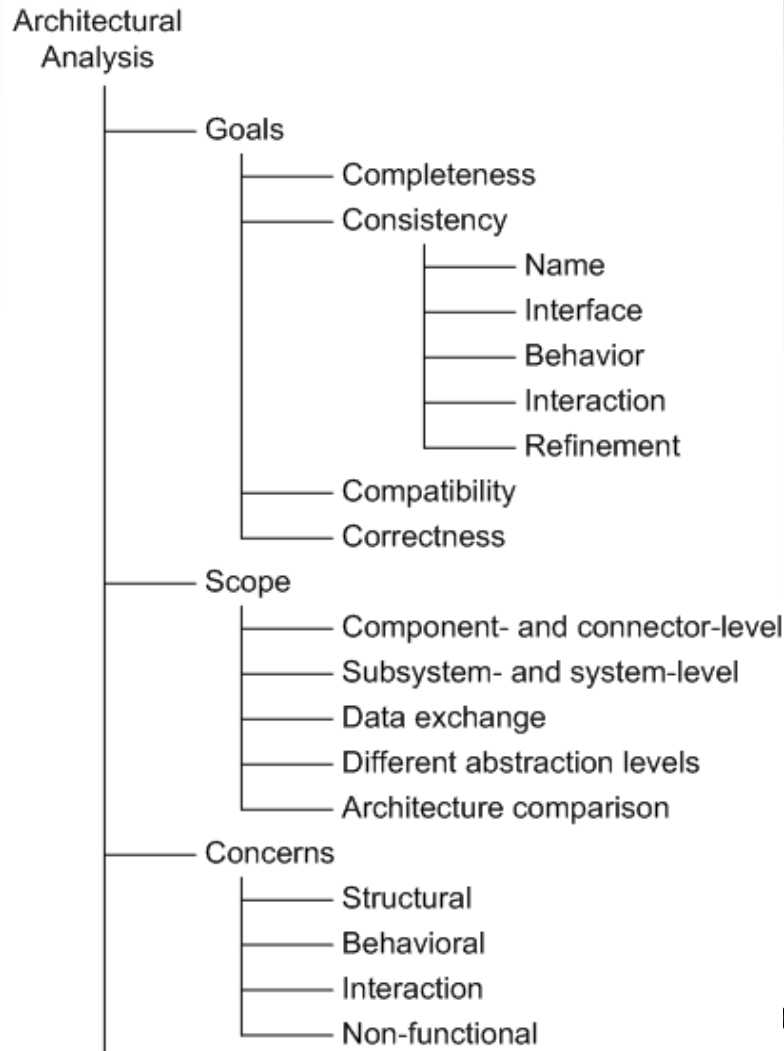 Architectural
Analysis
Goals
Completeness
Consistency
Name
Interface
Behavior
Interaction
Refinement
Compatibility
Correctness
Scope
Component- and connector-level
Subsystem- and system-level
Data exchange
Different abstraction levels
Architecture comparison
Concerns
Structural
Behavioral
Interaction
Non-functional